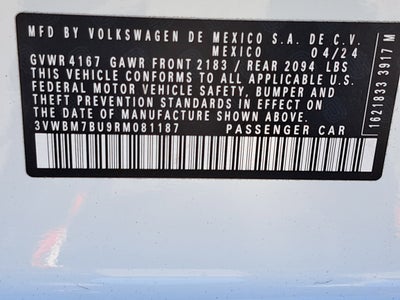 MFD BY VOLKSWAGEN DE MEXICO S.A. DE C.V.
MEXICO 04/24
GVWR4167 GAWR FRONT 2183 / REAR 2094 LBS
THIS VEHICLE CONFORMS TO ALL APPLICABLE U.S.
FEDERAL MOTOR VEHICLE SAFETY, BUMPER, AND
THEFT PREVENTION STANDARDS IN EFFECT ON
THE DATE OF MANUFACTURE SHOWN ABOVE.
3VWBM7BU9RM081187 PASSENGER CAR
1621833 3917 M